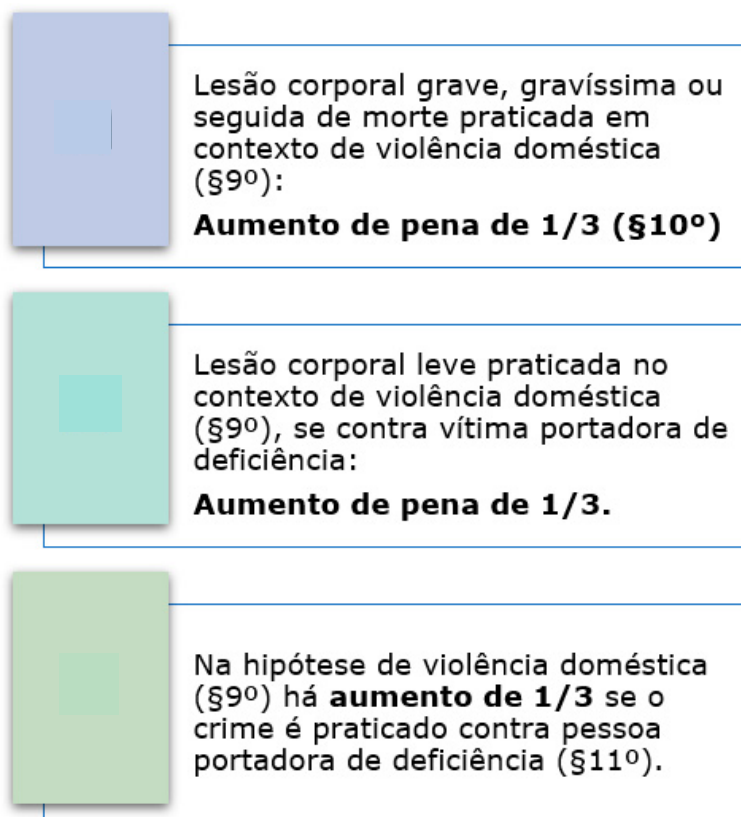 Lesão corporal grave, gravíssima ou
seguida de morte praticada em
contexto de violência doméstica
(§9º):
Aumento de pena de 1/3 (§10º)
Lesão corporal leve praticada no
contexto de violência doméstica
(§9º), se contra vítima portadora de
deficiência:
Aumento de pena de 1/3.
Na hipótese de violência doméstica
(§9º) há aumento de 1/3 se o
crime é praticado contra pessoa
portadora de deficiência (§11º).